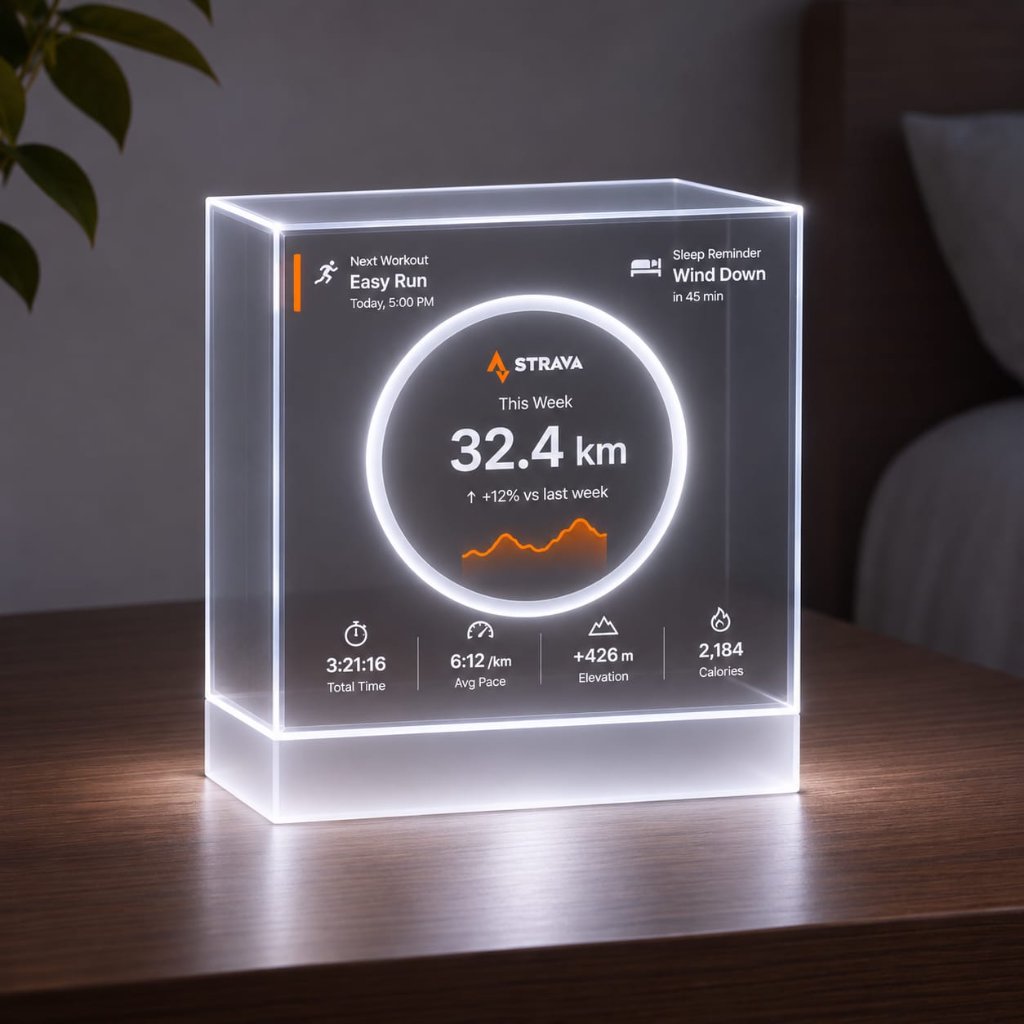 Next Workout
Easy Run
Today, 5:00 PM
Sleep Reminder
Wind Down
in 45 min
STRAVA
This Week
32.4 km
↑ +12% vs last week
3:21:16
Total Time
6:12 /km
Avg Pace
+426 m
Elevation
2,184
Calories